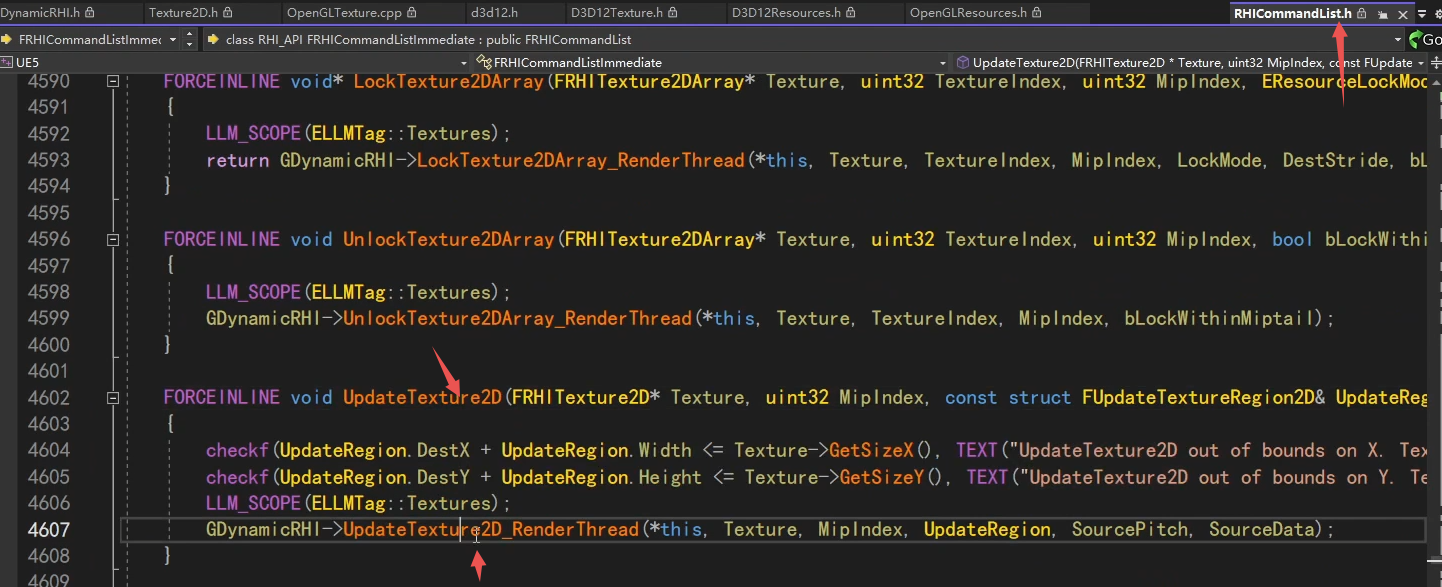 DynamicRHI.h Texture2D.h OpenGLTexture.cpp d3d12.h D3D12Texture.h D3D12Resources.h OpenGLResources.h RHICommandList.h
FRHICommandListImmec class RHI_API FRHICommandListImmediate : public FRHICommandList Go
UE5 FRHICommandListImmediate UpdateTexture2D(FRHITexture2D * Texture, uint32 MipIndex, const FUpdate
4590 FORCEINLINE void* LockTexture2DArray(FRHITexture2DArray* Texture, uint32 TextureIndex, uint32 MipIndex, EResourceLockMod
4591 {
4592 LLM_SCOPE(ELLMTag::Textures);
4593 return GDynamicRHI->LockTexture2DArray_RenderThread(*this, Texture, TextureIndex, MipIndex, LockMode, DestStride, bL
4594 }
4595
4596 FORCEINLINE void UnlockTexture2DArray(FRHITexture2DArray* Texture, uint32 TextureIndex, uint32 MipIndex, bool bLockWithi
4597 {
4598 LLM_SCOPE(ELLMTag::Textures);
4599 GDynamicRHI->UnlockTexture2DArray_RenderThread(*this, Texture, TextureIndex, MipIndex, bLockWithinMiptail);
4600 }
4601
4602 FORCEINLINE void UpdateTexture2D(FRHITexture2D* Texture, uint32 MipIndex, const struct FUpdateTextureRegion2D& UpdateReg
4603 {
4604 checkf(UpdateRegion.DestX + UpdateRegion.Width <= Texture->GetSizeX(), TEXT("UpdateTexture2D out of bounds on X. Tex
4605 checkf(UpdateRegion.DestY + UpdateRegion.Height <= Texture->GetSizeY(), TEXT("UpdateTexture2D out of bounds on Y. Te
4606 LLM_SCOPE(ELLMTag::Textures);
4607 GDynamicRHI->UpdateTexture2D_RenderThread(*this, Texture, MipIndex, UpdateRegion, SourcePitch, SourceData);
4608 }
4609